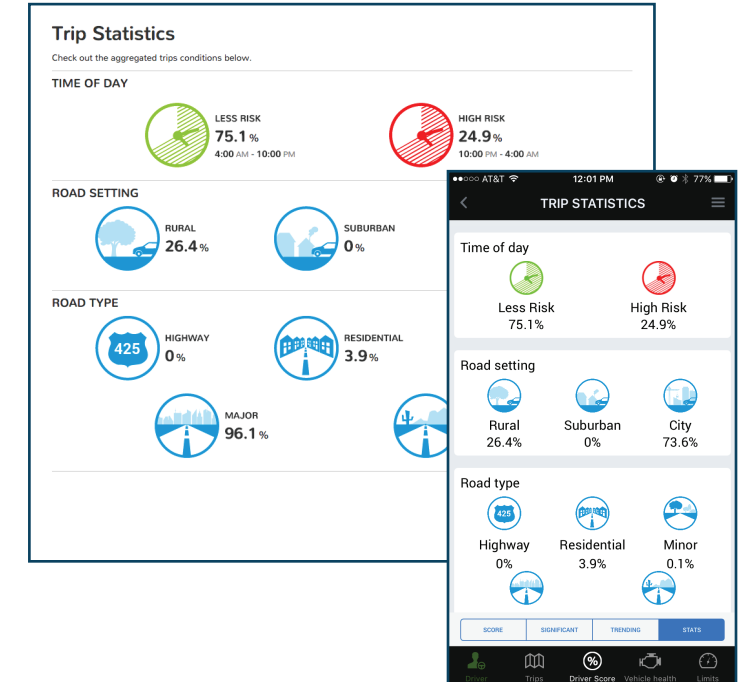 Trip Statistics
Check out the aggregated trips conditions below.
TIME OF DAY
LESS RISK
75.1 %
4:00 AM - 10:00 PM
HIGH RISK
24.9 %
10:00 PM - 4:00 AM
ROAD SETTING
RURAL
26.4 %
SUBURBAN
0 %
ROAD TYPE
425
HIGHWAY
0 %
RESIDENTIAL
3.9 %
MAJOR
96.1 %
AT&T 12:01 PM 77%
TRIP STATISTICS
Time of day
Less Risk High Risk
75.1% 24.9%
Road setting
Rural Suburban City
26.4% 0% 73.6%
Road type
425
Highway Residential Minor
0% 3.9% 0.1%
SCORE SIGNIFICANT TRENDING STATS
%
Driver Trips Driver Score Vehicle health Limits